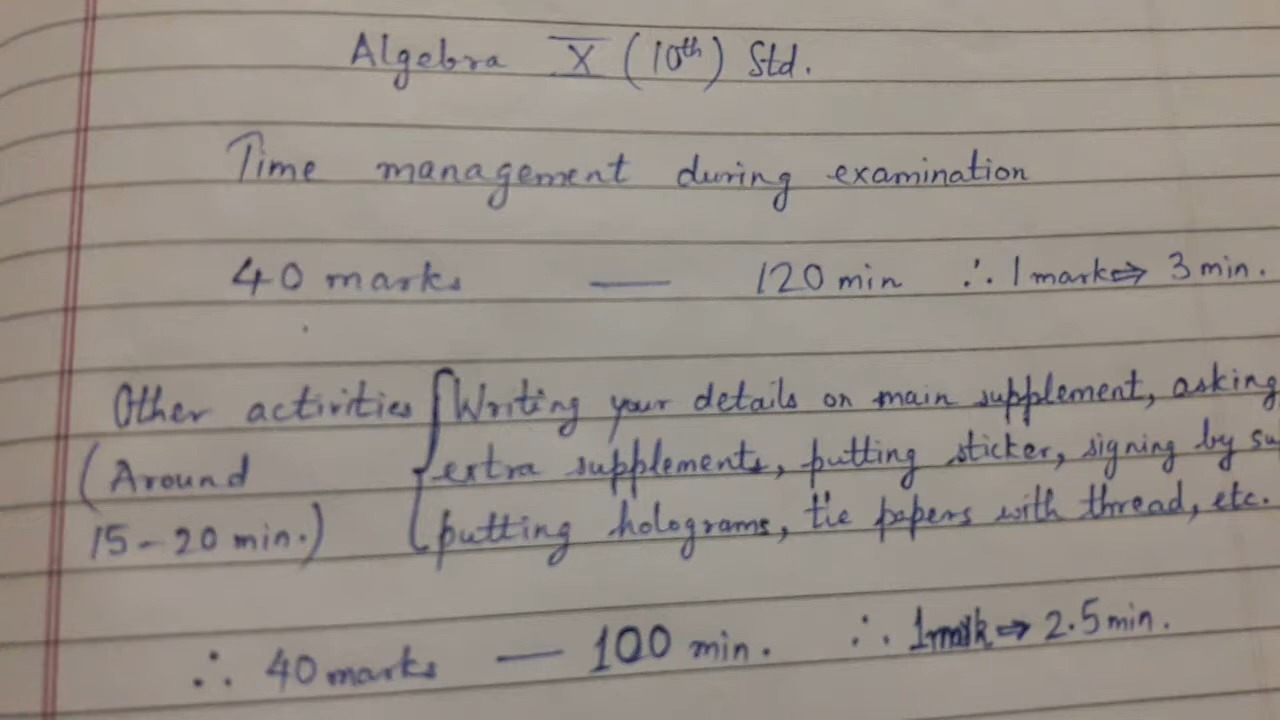 Algebra X (10th) Std.
Time management during examination
40 marks — 120 min ∴ 1 mark ⇒ 3 min.
Other activities { Writing your details on main supplement, asking
(Around extra supplements, putting sticker, signing by su
15-20 min.) putting holograms, tie papers with thread, etc.
∴ 40 marks — 100 min. ∴ 1 mark ⇒ 2.5 min.